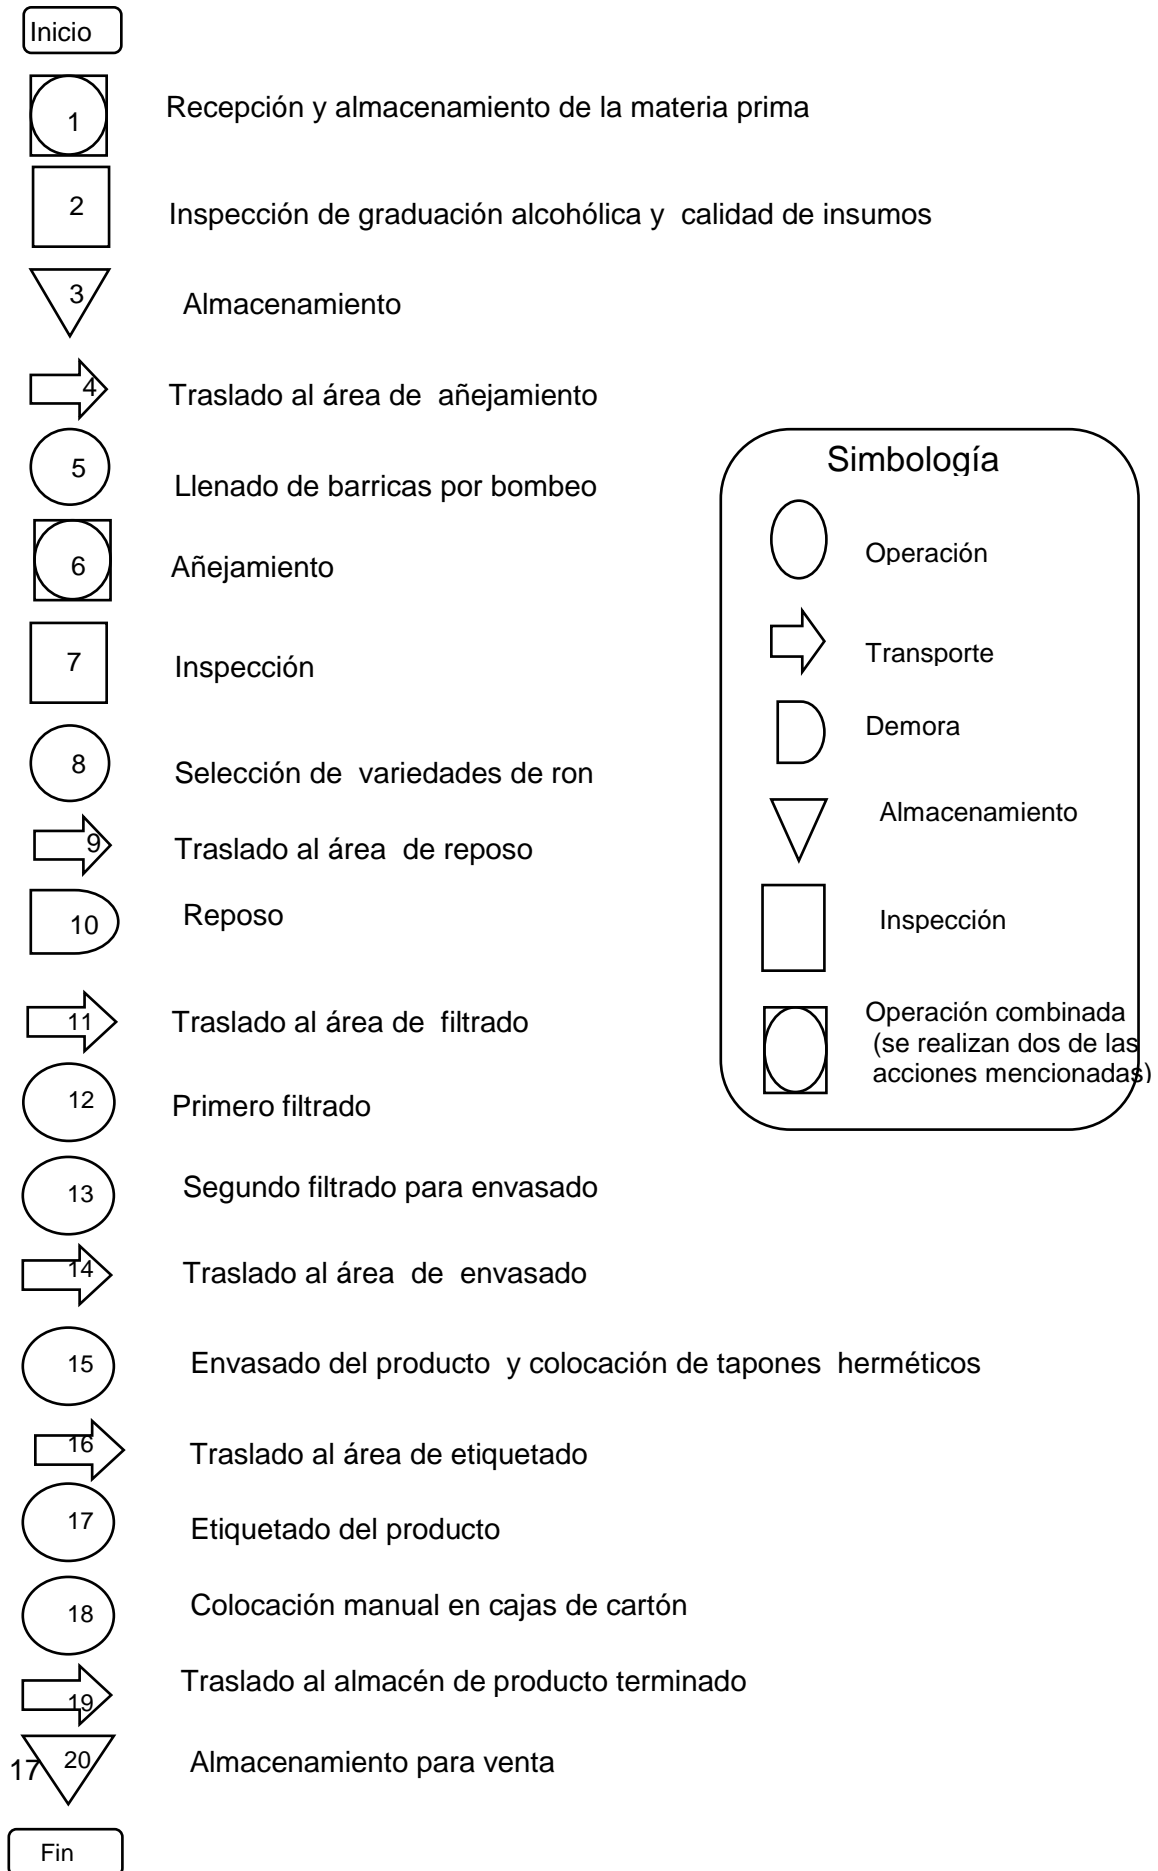 Inicio
1 Recepción y almacenamiento de la materia prima
2 Inspección de graduación alcohólica y calidad de insumos
3 Almacenamiento
4 Traslado al área de añejamiento
5 Llenado de barricas por bombeo
6 Añejamiento
7 Inspección
8 Selección de variedades de ron
9 Traslado al área de reposo
10 Reposo
11 Traslado al área de filtrado
12 Primero filtrado
13 Segundo filtrado para envasado
14 Traslado al área de envasado
15 Envasado del producto y colocación de tapones herméticos
16 Traslado al área de etiquetado
17 Etiquetado del producto
18 Colocación manual en cajas de cartón
19 Traslado al almacén de producto terminado
17 20 Almacenamiento para venta
Fin
Simbología
Operación
Transporte
Demora
Almacenamiento
Inspección
Operación combinada
(se realizan dos de las
acciones mencionadas)